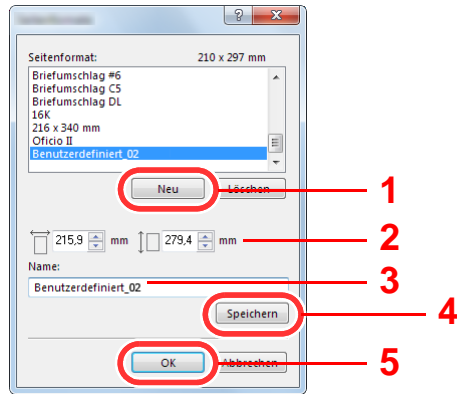 Seitenformat: 210 x 297 mm
Briefumschlag #6
Briefumschlag C5
Briefumschlag DL
16K
216 x 340 mm
Oficio II
Benutzerdefiniert_02
Neu Löschen 1
215,9 mm 279,4 mm 2
Name:
Benutzerdefiniert_02 3
Speichern 4
OK Abbrechen 5